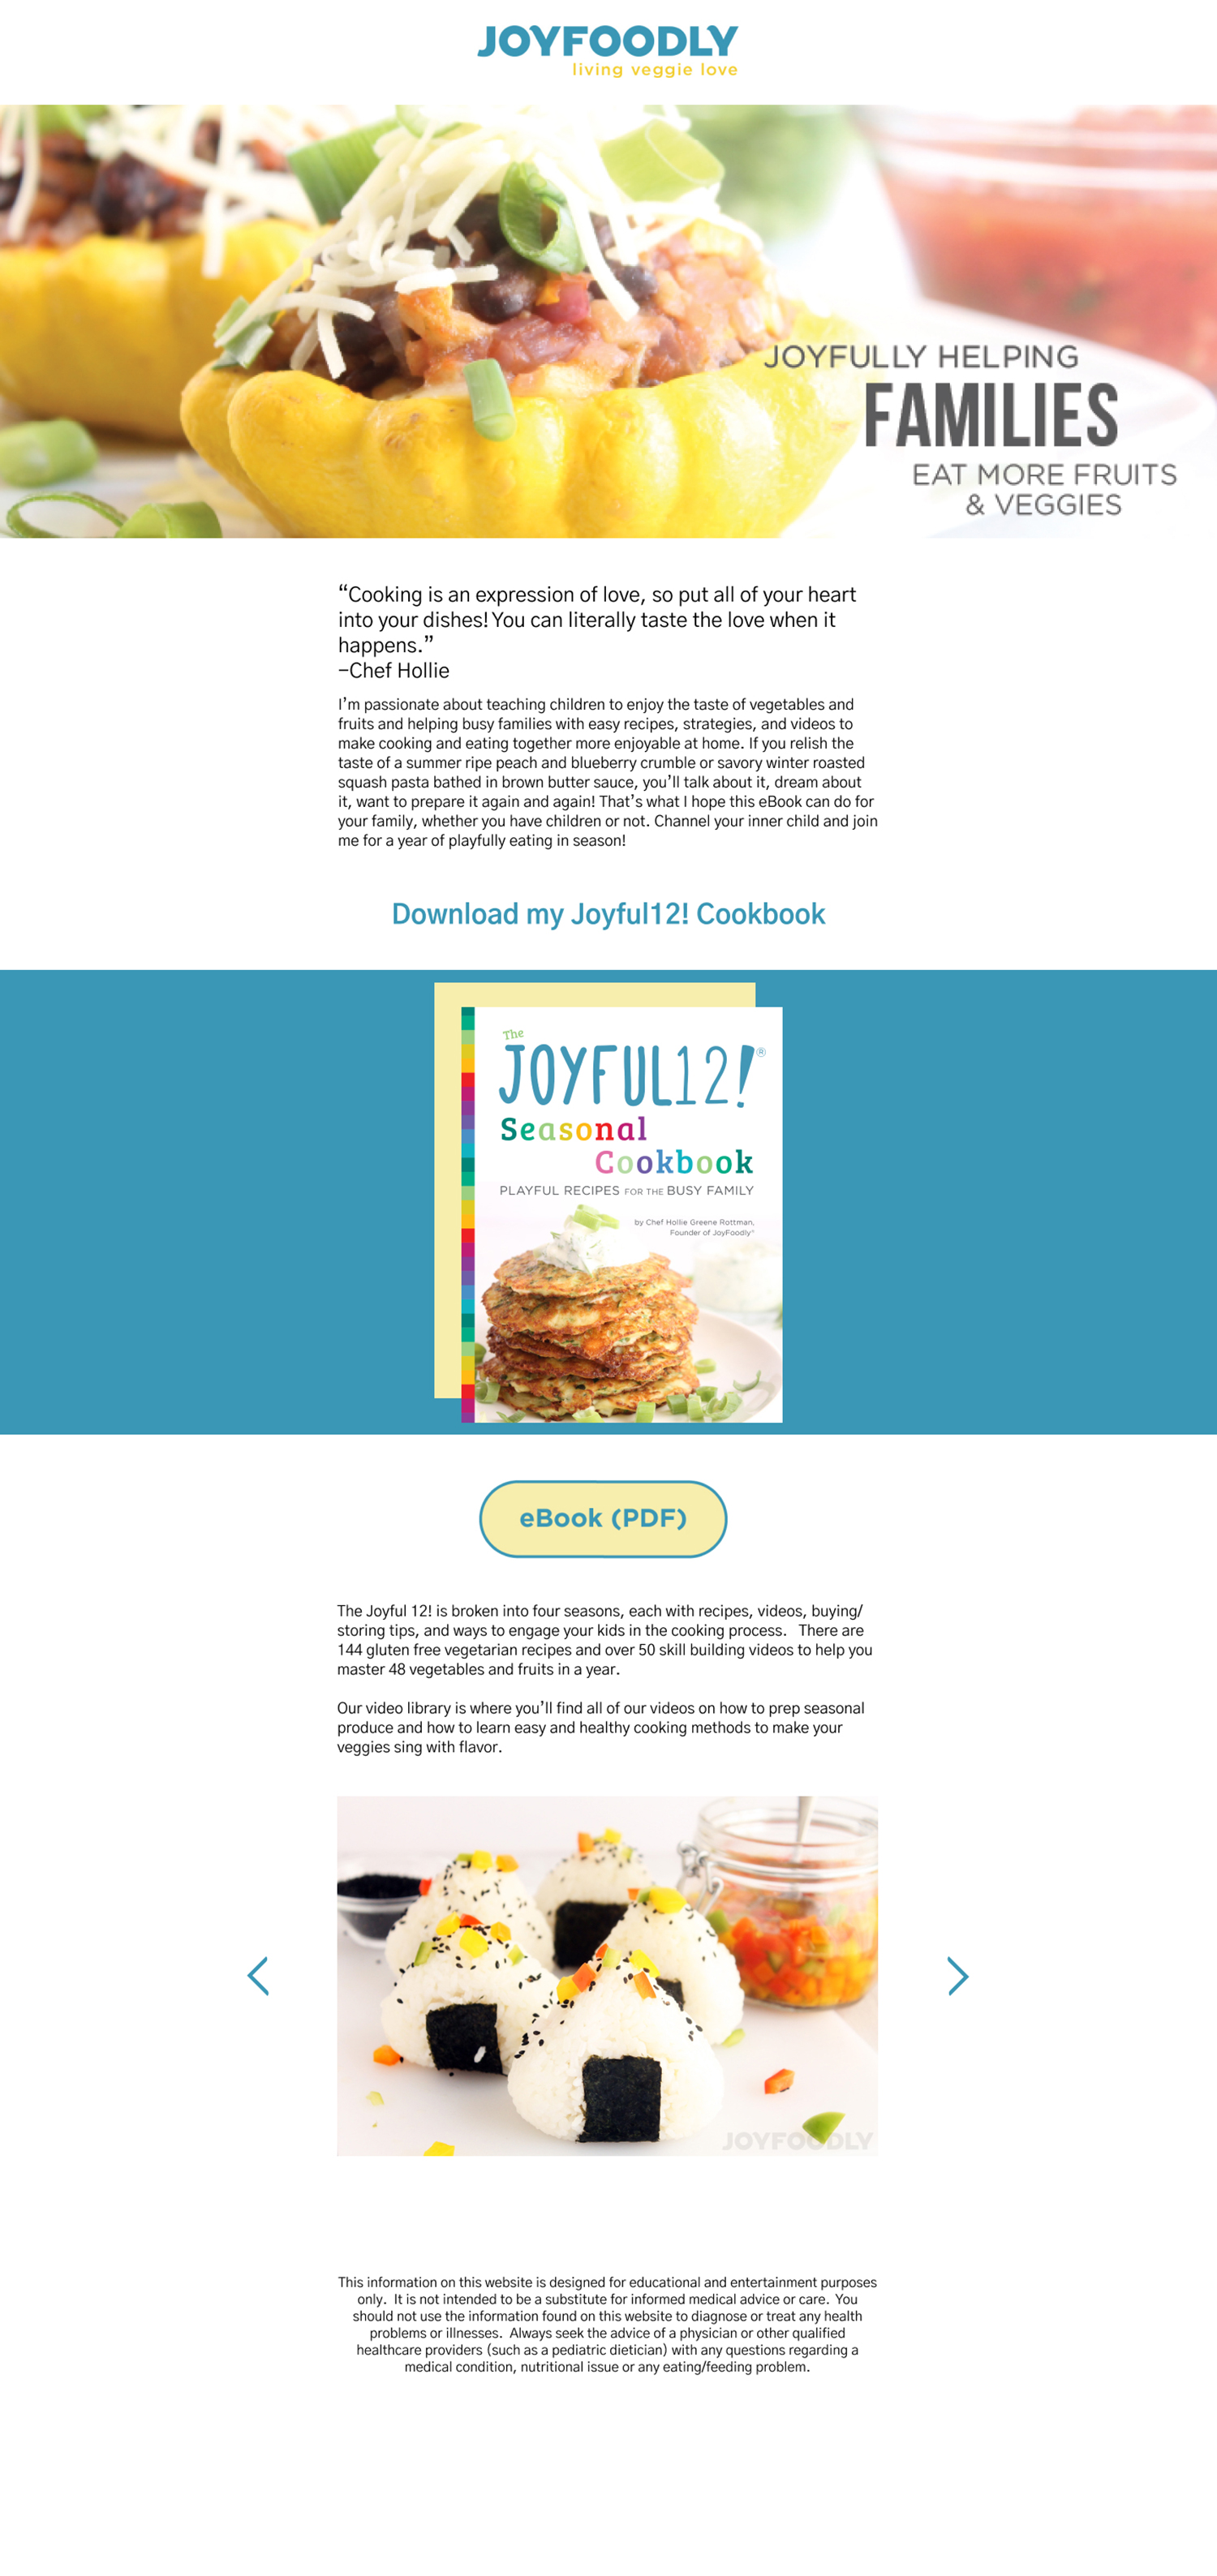 JOYFOODLY
living veggie love
JOYFULLY HELPING
FAMILIES
EAT MORE FRUITS
& VEGGIES
“Cooking is an expression of love, so put all of your heart
into your dishes! You can literally taste the love when it
happens.”
–Chef Hollie
I’m passionate about teaching children to enjoy the taste of vegetables and
fruits and helping busy families with easy recipes, strategies, and videos to
make cooking and eating together more enjoyable at home. If you relish the
taste of a summer ripe peach and blueberry crumble or savory winter roasted
squash pasta bathed in brown butter sauce, you’ll talk about it, dream about
it, want to prepare it again and again! That’s what I hope this eBook can do for
your family, whether you have children or not. Channel your inner child and join
me for a year of playfully eating in season!
Download my Joyful12! Cookbook
The
JOYFUL12!®
Seasonal
Cookbook
PLAYFUL RECIPES FOR THE BUSY FAMILY
by Chef Hollie Greene Rottman,
Founder of JoyFoodly®
eBook (PDF)
The Joyful 12! is broken into four seasons, each with recipes, videos, buying/
storing tips, and ways to engage your kids in the cooking process.  There are
144 gluten free vegetarian recipes and over 50 skill building videos to help you
master 48 vegetables and fruits in a year.
Our video library is where you’ll find all of our videos on how to prep seasonal
produce and how to learn easy and healthy cooking methods to make your
veggies sing with flavor.
JOYFOODLY
This information on this website is designed for educational and entertainment purposes
only.  It is not intended to be a substitute for informed medical advice or care.  You
should not use the information found on this website to diagnose or treat any health
problems or illnesses.  Always seek the advice of a physician or other qualified
healthcare providers (such as a pediatric dietician) with any questions regarding a
medical condition, nutritional issue or any eating/feeding problem.